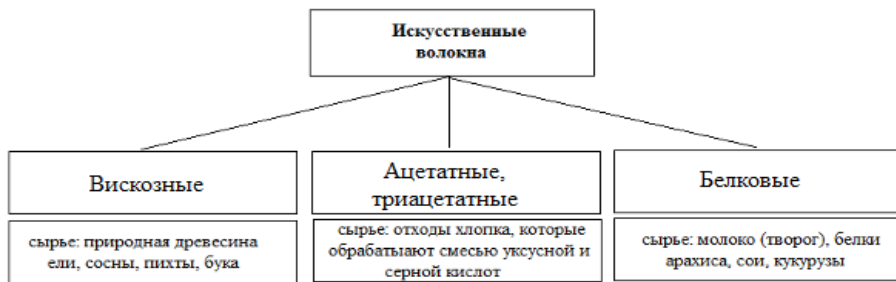 Искусственные
волокна
Вискозные
Ацетатные,
триацетатные
Белковые
сырье: природная древесина
ели, сосны, пихты, бука
сырье: отходы хлопка, которые
обрабатыают смесью уксусной и
серной кислот
сырье: молоко (творог), белки
арахиса, сои, кукурузы